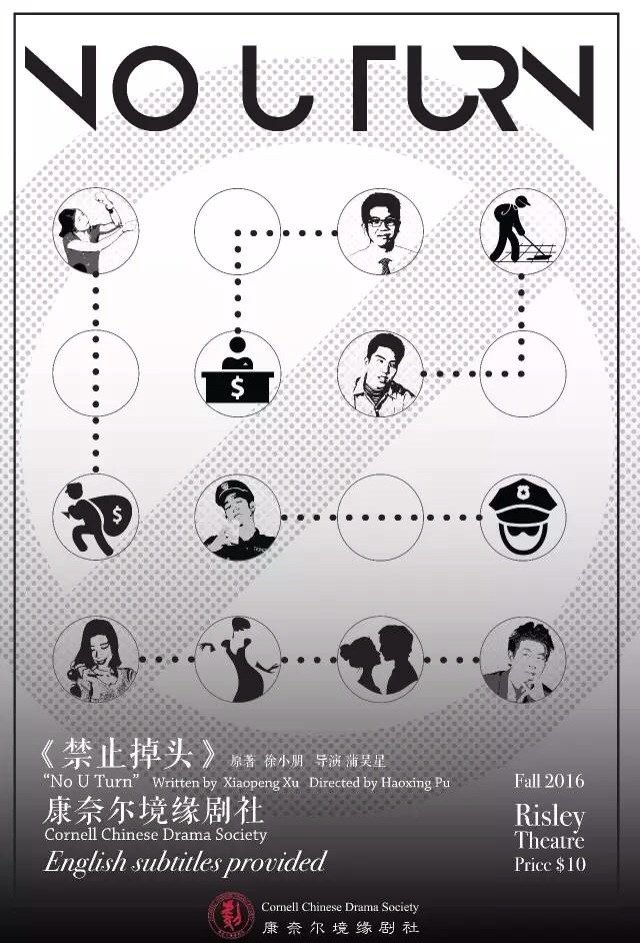 NO U TURN
$
$
《禁止掉头》 原著 徐小朋 导演 蒲昊星
“No U Turn” Written by Xiaopeng Xu Directed by Haoxing Pu
Fall 2016
康奈尔境缘剧社
Cornell Chinese Drama Society
Risley
Theatre
English subtitles provided
Price $10
Cornell Chinese Drama Society
康奈尔境缘剧社